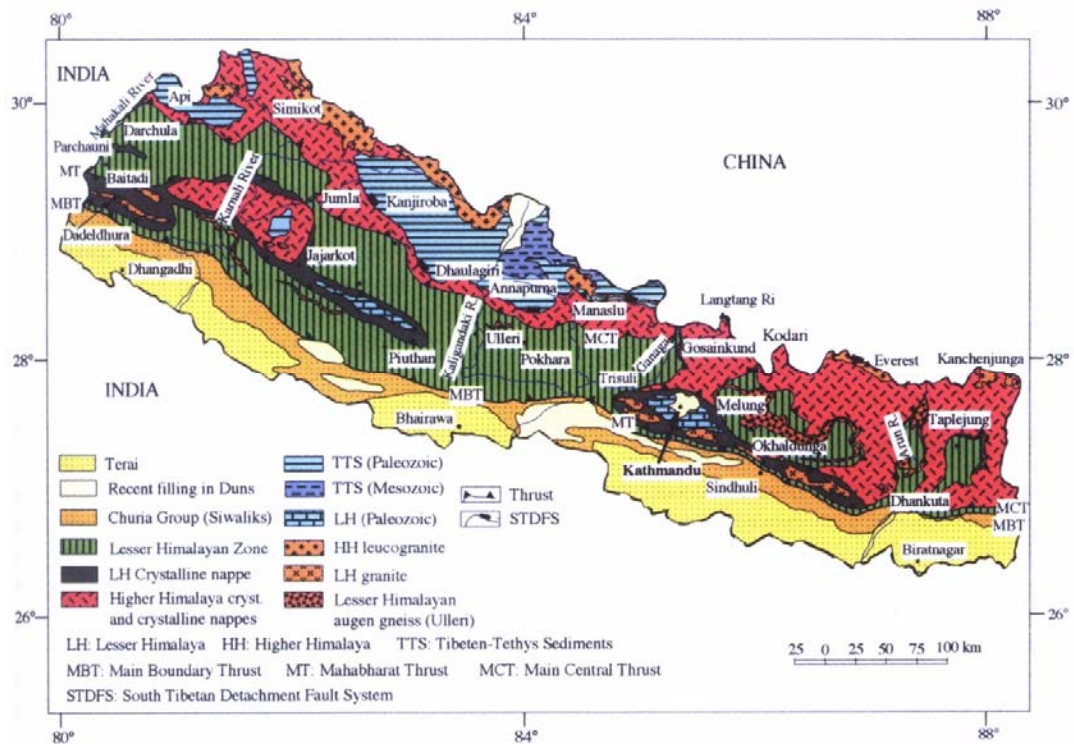 80°
84°
88°
INDIA
30°
30°
Mahakali River
Api
Simikot
Darchula
CHINA
Parchauni
MT
Baitadi
Karnali River
Jumla
Kanjiroba
MBT
Dadeldhura
Jajarkot
Dhangadhi
Dhaulagiri
Annapurna
Langtang Ri
Manaslu
Kaligandaki R.
Ulleri
MCT
Ganaga
Gosainkund
Kodari
28°
28°
Piuthan
Pokhara
Everest
Kanchenjunga
Trisuli
INDIA
MBT
Melung
Bhairawa
MT
Arun R.
Taplejung
Okhaldunga
Kathmandu
Sindhuli
Dhankuta
MCT
MBT
Biratnagar
Terai
Recent filling in Duns
Churia Group (Siwaliks)
Lesser Himalayan Zone
LH Crystalline nappe
Higher Himalaya cryst.
and crystalline nappes
TTS (Paleozoic)
TTS (Mesozoic)
LH (Paleozoic)
HH leucogranite
LH granite
Lesser Himalayan
augen gneiss (Ulleri)
Thrust
STDFS
26°
26°
LH: Lesser Himalaya HH: Higher Himalaya TTS: Tibeten-Tethys Sediments
MBT: Main Boundary Thrust MT: Mahabharat Thrust MCT: Main Central Thrust
STDFS: South Tibetan Detachment Fault System
25 0 25 50 75 100 km
80°
84°
88°